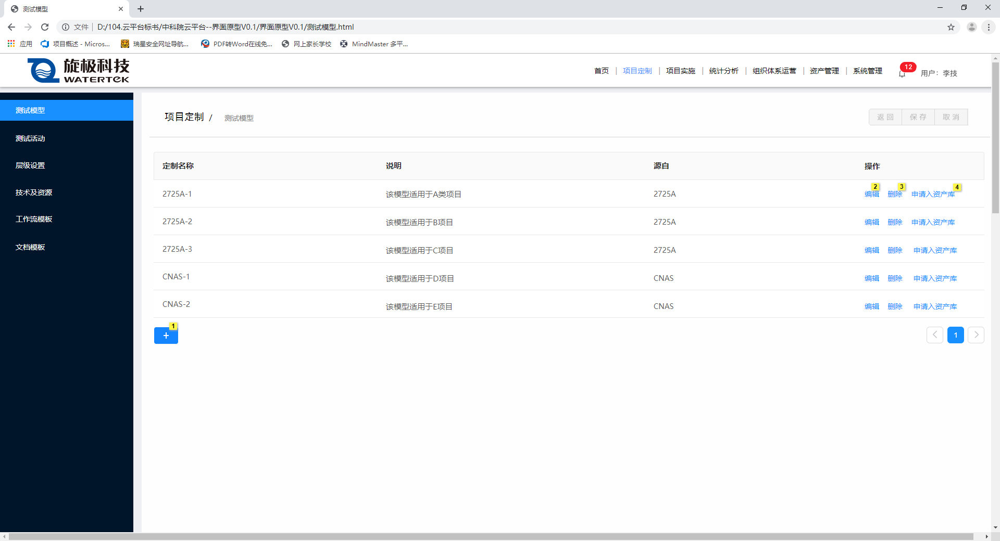 测试模型
文件 | D:/104.云平台标书/中科院云平台--界面原型V0.1/界面原型V0.1/测试模型.html
应用 项目概述 - Micros... 瑞星安全网址导航... PDF转Word在线免... 网上家长学校 MindMaster 多平...
旋极科技
WATERTEK
首页 | 项目定制 | 项目实施 | 统计分析 | 组织体系运营 | 资产管理 | 系统管理 12 用户：李技
测试模型
测试活动
层级设置
技术及资源
工作流模板
文档模板
项目定制 / 测试模型
返 回 保 存 取 消
定制名称 说明 源自 操作
2 3 4
2725A-1 该模型适用于A类项目 2725A 编辑 删除 申请入资产库
2725A-2 该模型适用于B项目 2725A 编辑 删除 申请入资产库
2725A-3 该模型适用于C项目 2725A 编辑 删除 申请入资产库
CNAS-1 该模型适用于D项目 CNAS 编辑 删除 申请入资产库
CNAS-2 该模型适用于E项目 CNAS 编辑 删除 申请入资产库
1
+ < 1 >